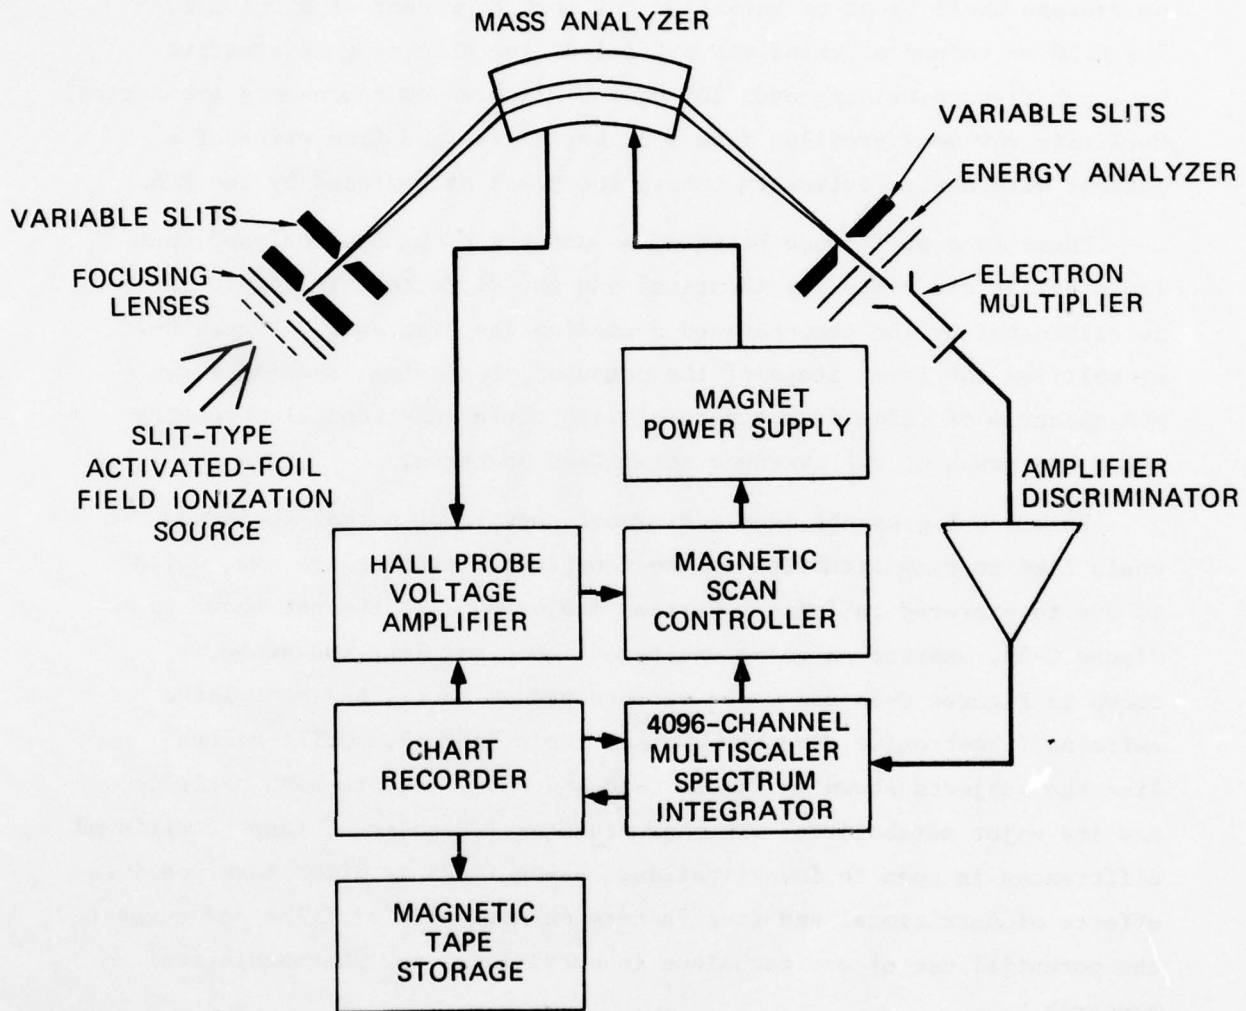 MASS ANALYZER
VARIABLE SLITS
ENERGY ANALYZER
VARIABLE SLITS
FOCUSING
LENSES
ELECTRON
MULTIPLIER
SLIT-TYPE
ACTIVATED-FOIL
FIELD IONIZATION
SOURCE
MAGNET
POWER SUPPLY
AMPLIFIER
DISCRIMINATOR
HALL PROBE
VOLTAGE
AMPLIFIER
MAGNETIC
SCAN
CONTROLLER
CHART
RECORDER
4096-CHANNEL
MULTISCALER
SPECTRUM
INTEGRATOR
MAGNETIC
TAPE
STORAGE